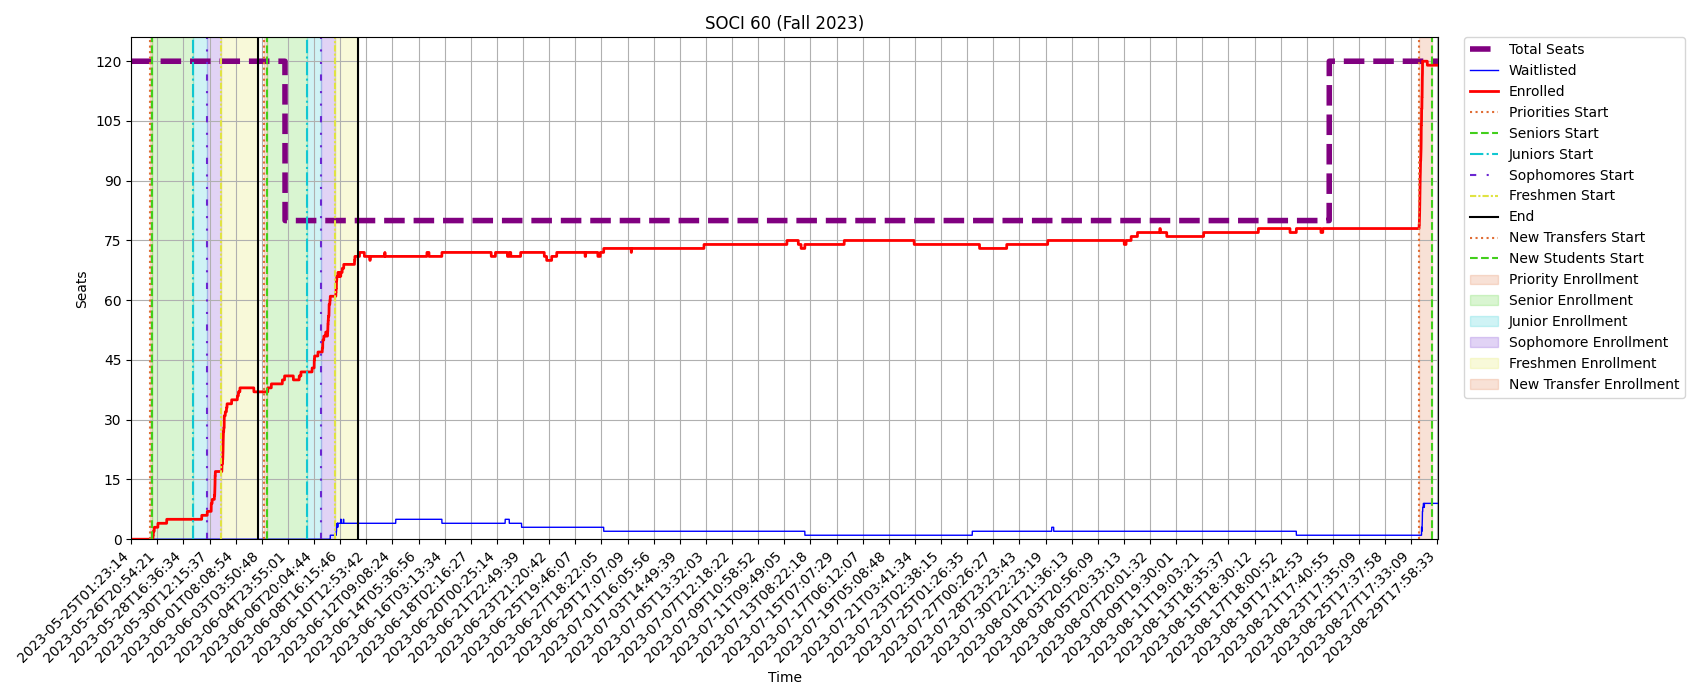 SOCI 60 (Fall 2023)
Seats
120
105
90
75
60
45
30
15
0
2023-05-25T01:23:14
2023-05-26T20:54:21
2023-05-28T16:36:34
2023-05-30T12:15:37
2023-06-01T08:08:54
2023-06-03T03:50:48
2023-06-04T23:55:01
2023-06-06T20:04:44
2023-06-08T16:15:46
2023-06-10T12:53:42
2023-06-12T09:08:24
2023-06-14T05:36:56
2023-06-16T03:13:34
2023-06-18T02:16:27
2023-06-20T00:25:14
2023-06-21T22:49:39
2023-06-23T21:20:42
2023-06-25T19:46:07
2023-06-27T18:22:05
2023-06-29T17:07:09
2023-07-01T16:05:56
2023-07-03T14:49:39
2023-07-05T13:32:03
2023-07-07T12:18:22
2023-07-09T10:58:52
2023-07-11T09:49:05
2023-07-13T08:22:18
2023-07-15T07:07:29
2023-07-17T06:12:07
2023-07-19T05:08:48
2023-07-21T03:41:34
2023-07-23T02:38:15
2023-07-25T01:26:35
2023-07-27T00:26:27
2023-07-28T23:23:43
2023-07-30T22:23:19
2023-08-01T21:36:13
2023-08-03T20:56:09
2023-08-05T20:33:13
2023-08-07T20:01:32
2023-08-09T19:30:01
2023-08-11T19:03:21
2023-08-13T18:35:37
2023-08-15T18:30:12
2023-08-17T18:00:52
2023-08-19T17:42:53
2023-08-21T17:40:55
2023-08-23T17:35:09
2023-08-25T17:37:58
2023-08-27T17:33:09
2023-08-29T17:58:33
Time
Total Seats
Waitlisted
Enrolled
Priorities Start
Seniors Start
Juniors Start
Sophomores Start
Freshmen Start
End
New Transfers Start
New Students Start
Priority Enrollment
Senior Enrollment
Junior Enrollment
Sophomore Enrollment
Freshmen Enrollment
New Transfer Enrollment